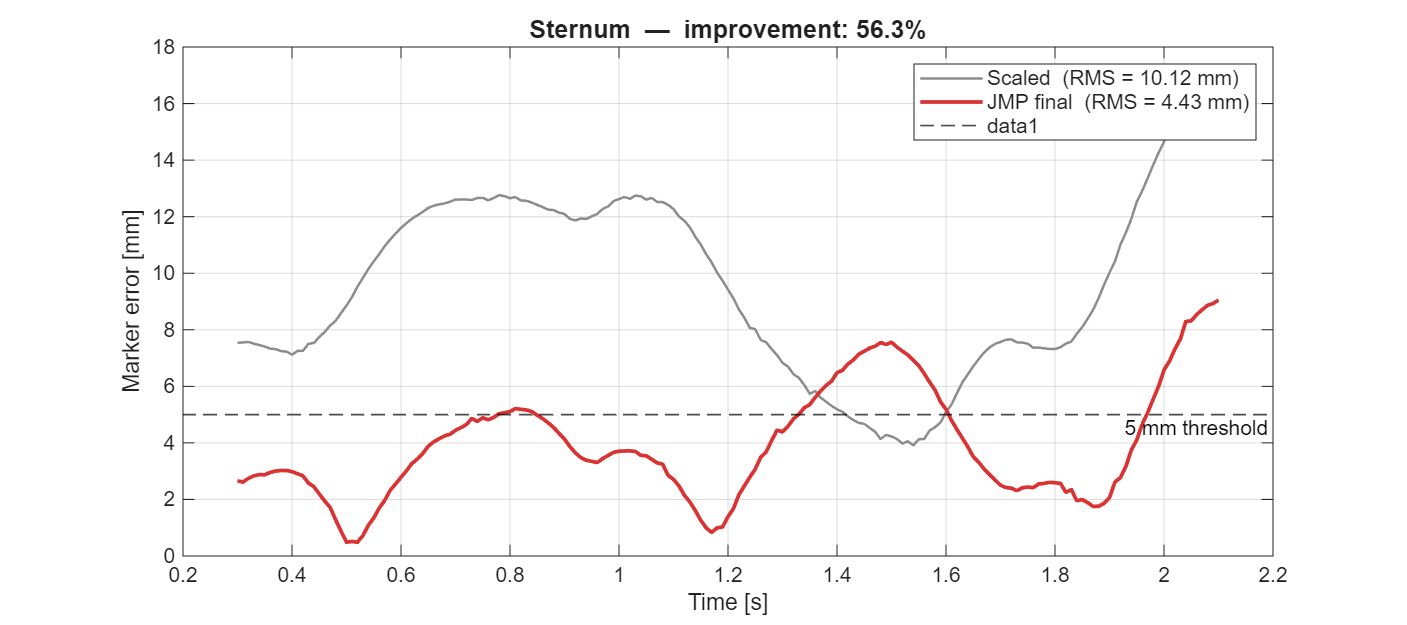 Sternum — improvement: 56.3%
18
16
14
12
10
8
6
4
2
0
Marker error [mm]
Scaled (RMS = 10.12 mm)
JMP final (RMS = 4.43 mm)
data1
5 mm threshold
0.2 0.4 0.6 0.8 1 1.2 1.4 1.6 1.8 2 2.2
Time [s]